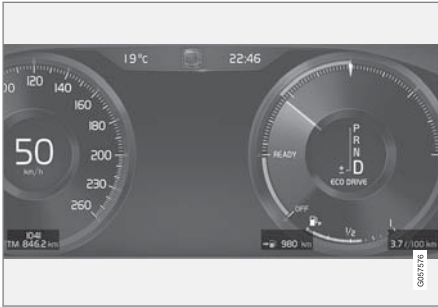 19°C 22:46
120 140
160
180
200
230
260
50
km/h
1041
TM 846.2 km
P
R
N
± D
ECO DRIVE
READY
OFF
1/2
980 km
3.7 l/100 km
G057576